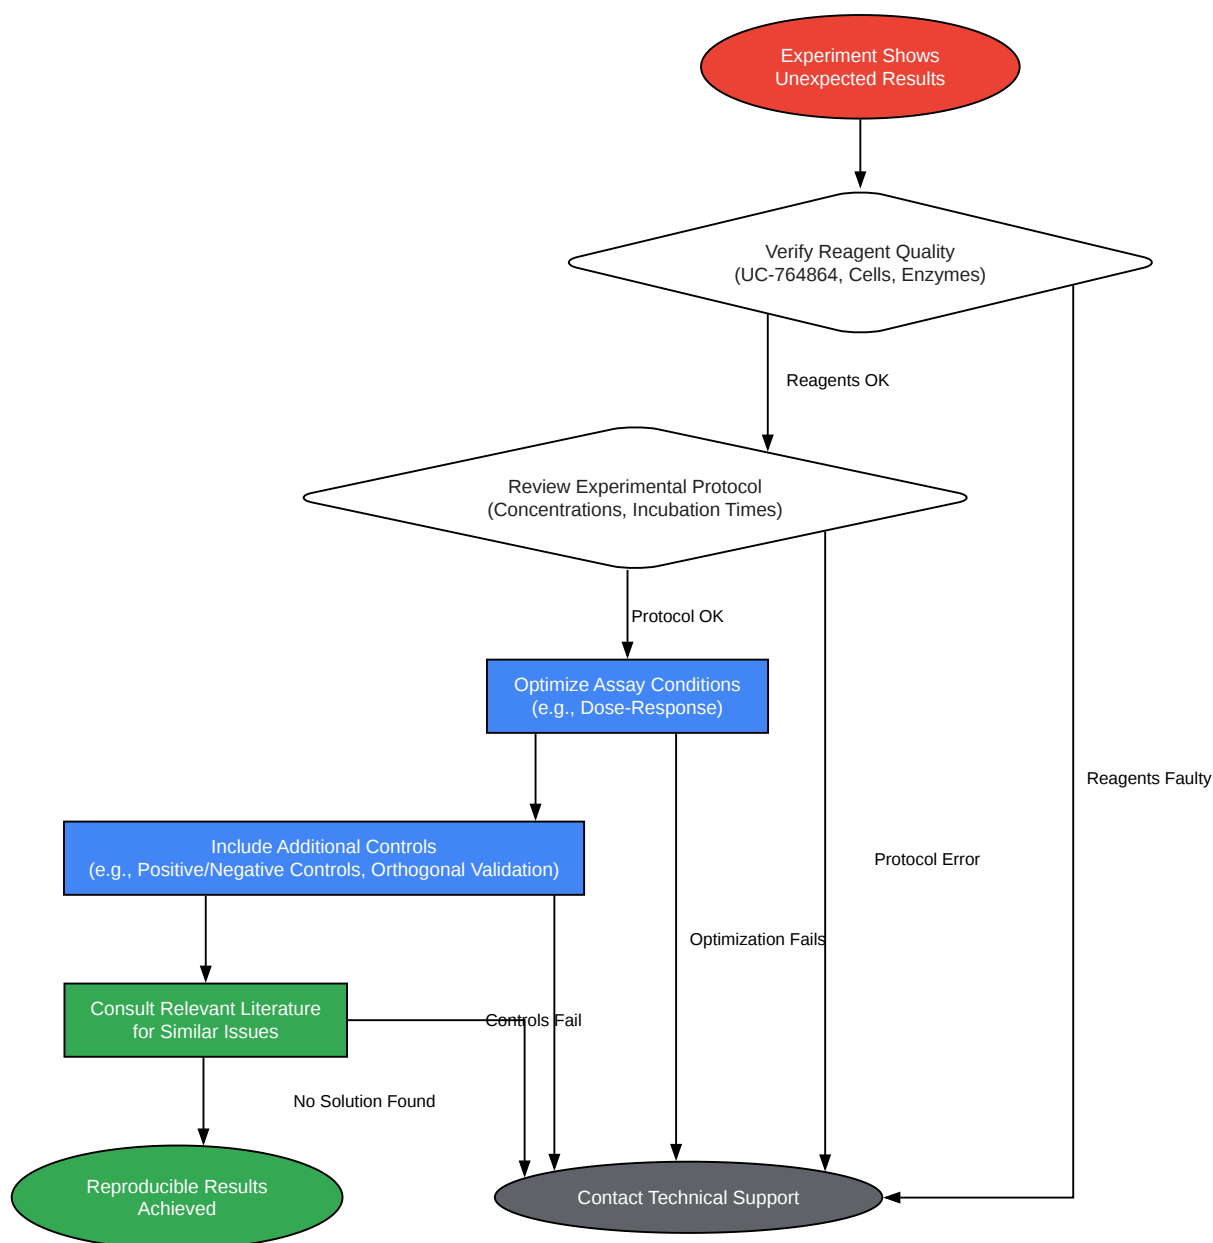 Experiment Shows
Unexpected Results
Verify Reagent Quality
(UC-764864, Cells, Enzymes)
Reagents OK
Review Experimental Protocol
(Concentrations, Incubation Times)
Protocol OK
Optimize Assay Conditions
(e.g., Dose-Response)
Reagents Faulty
Include Additional Controls
(e.g., Positive/Negative Controls, Orthogonal Validation)
Protocol Error
Optimization Fails
Consult Relevant Literature
for Similar Issues
Controls Fail
No Solution Found
Reproducible Results
Achieved
Contact Technical Support